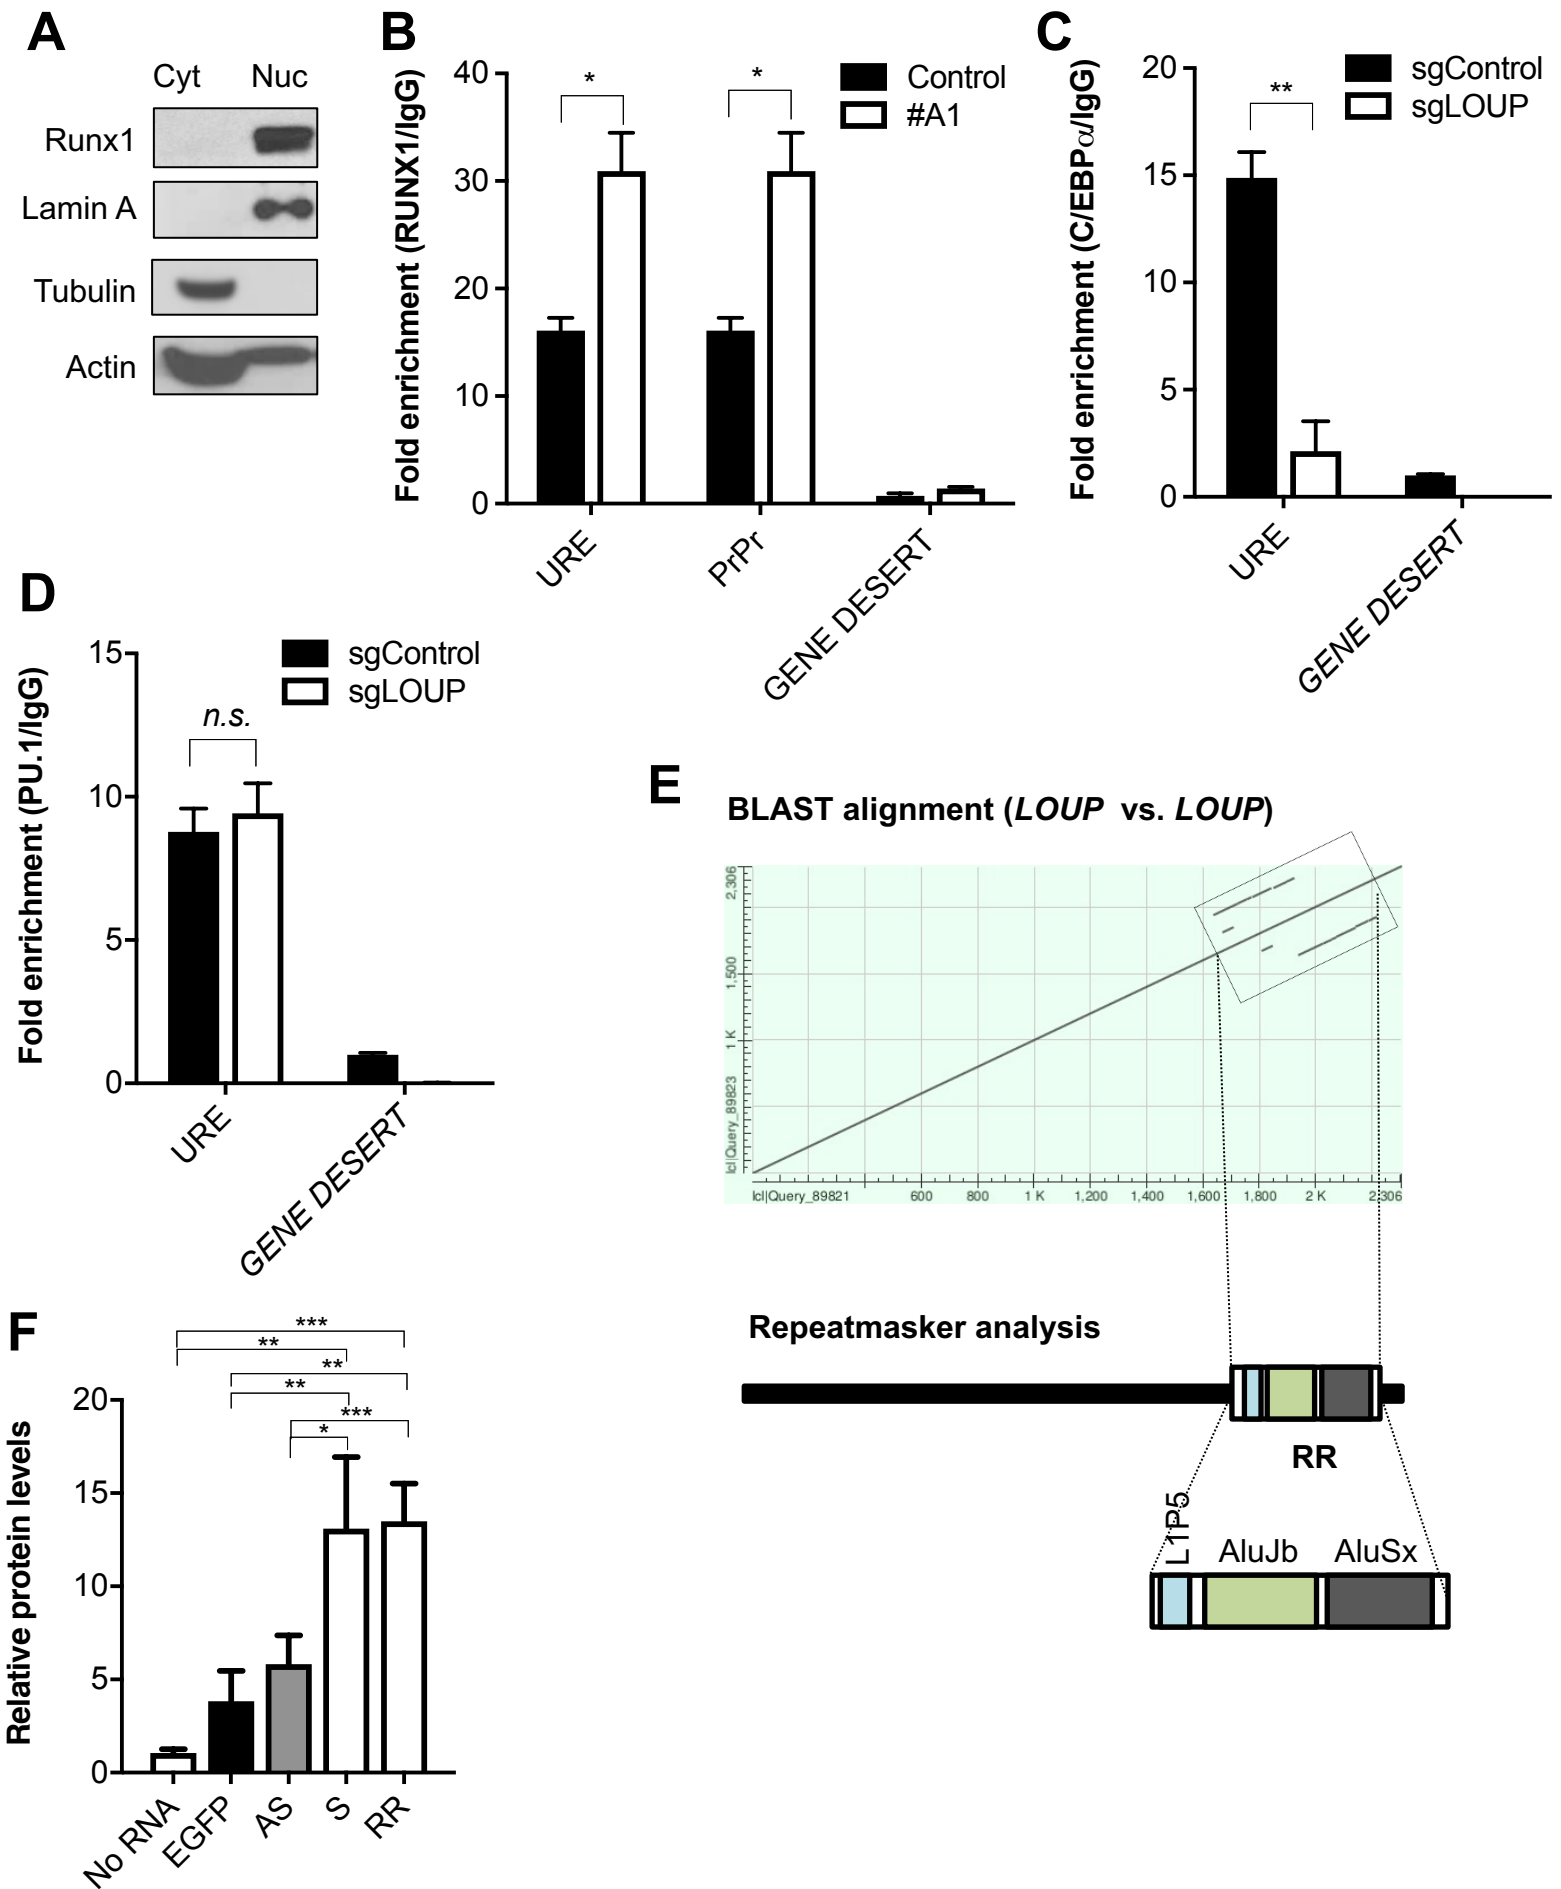 A
Cyt Nuc
Runx1
Lamin A
Tubulin
Actin
B
Fold enrichment (RUNX1/IgG)
40
30
20
10
0
* *
Control
#A1
URE PrPr GENE DESERT
C
Fold enrichment (C/EBPα/IgG)
20
15
10
5
0
**
sgControl
sgLOUP
URE GENE DESERT
D
Fold enrichment (PU.1/IgG)
15
10
5
0
n.s.
sgControl
sgLOUP
URE GENE DESERT
E
BLAST alignment (LOUP vs. LOUP)
2,306
1,500
1 K
lcl|Query_89823
lcl|Query_89821 600 800 1 K 1,200 1,400 1,600 1,800 2 K 2,306
Repeatmasker analysis
RR
L1P5 AluJb AluSx
F
Relative protein levels
20
15
10
5
0
***
**
**
**
***
*
No RNA EGFP AS S RR